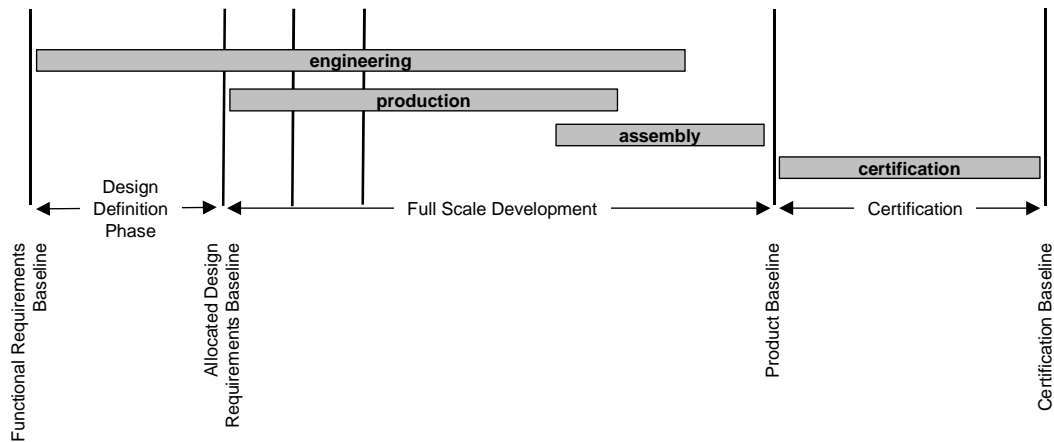 engineering
production
assembly
certification
Design
Definition
Phase
Full Scale Development
Certification
Functional Requirements
Baseline
Allocated Design
Requirements Baseline
Product Baseline
Certification Baseline